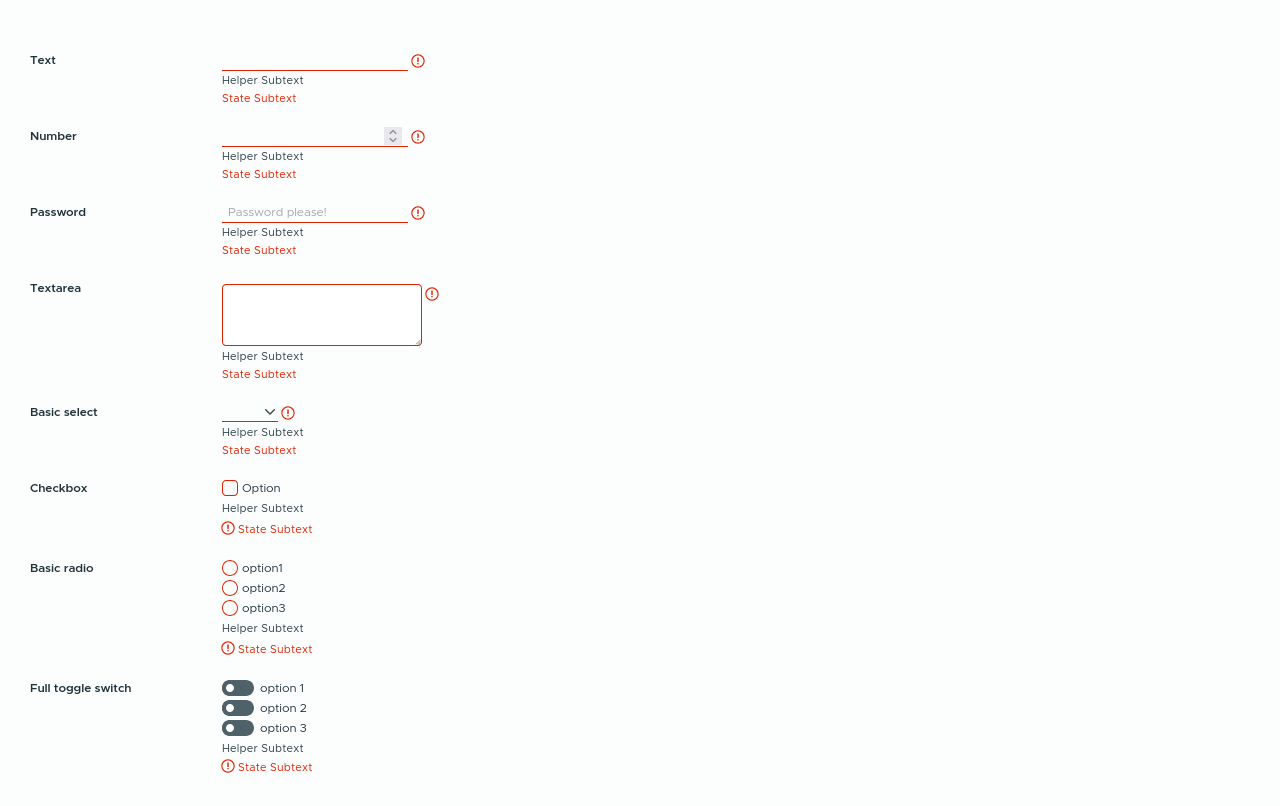 Text
Helper Subtext
State Subtext
Number
Helper Subtext
State Subtext
Password
Password please!
Helper Subtext
State Subtext
Textarea
Helper Subtext
State Subtext
Basic select
Helper Subtext
State Subtext
Checkbox
Option
Helper Subtext
State Subtext
Basic radio
option1
option2
option3
Helper Subtext
State Subtext
Full toggle switch
option 1
option 2
option 3
Helper Subtext
State Subtext